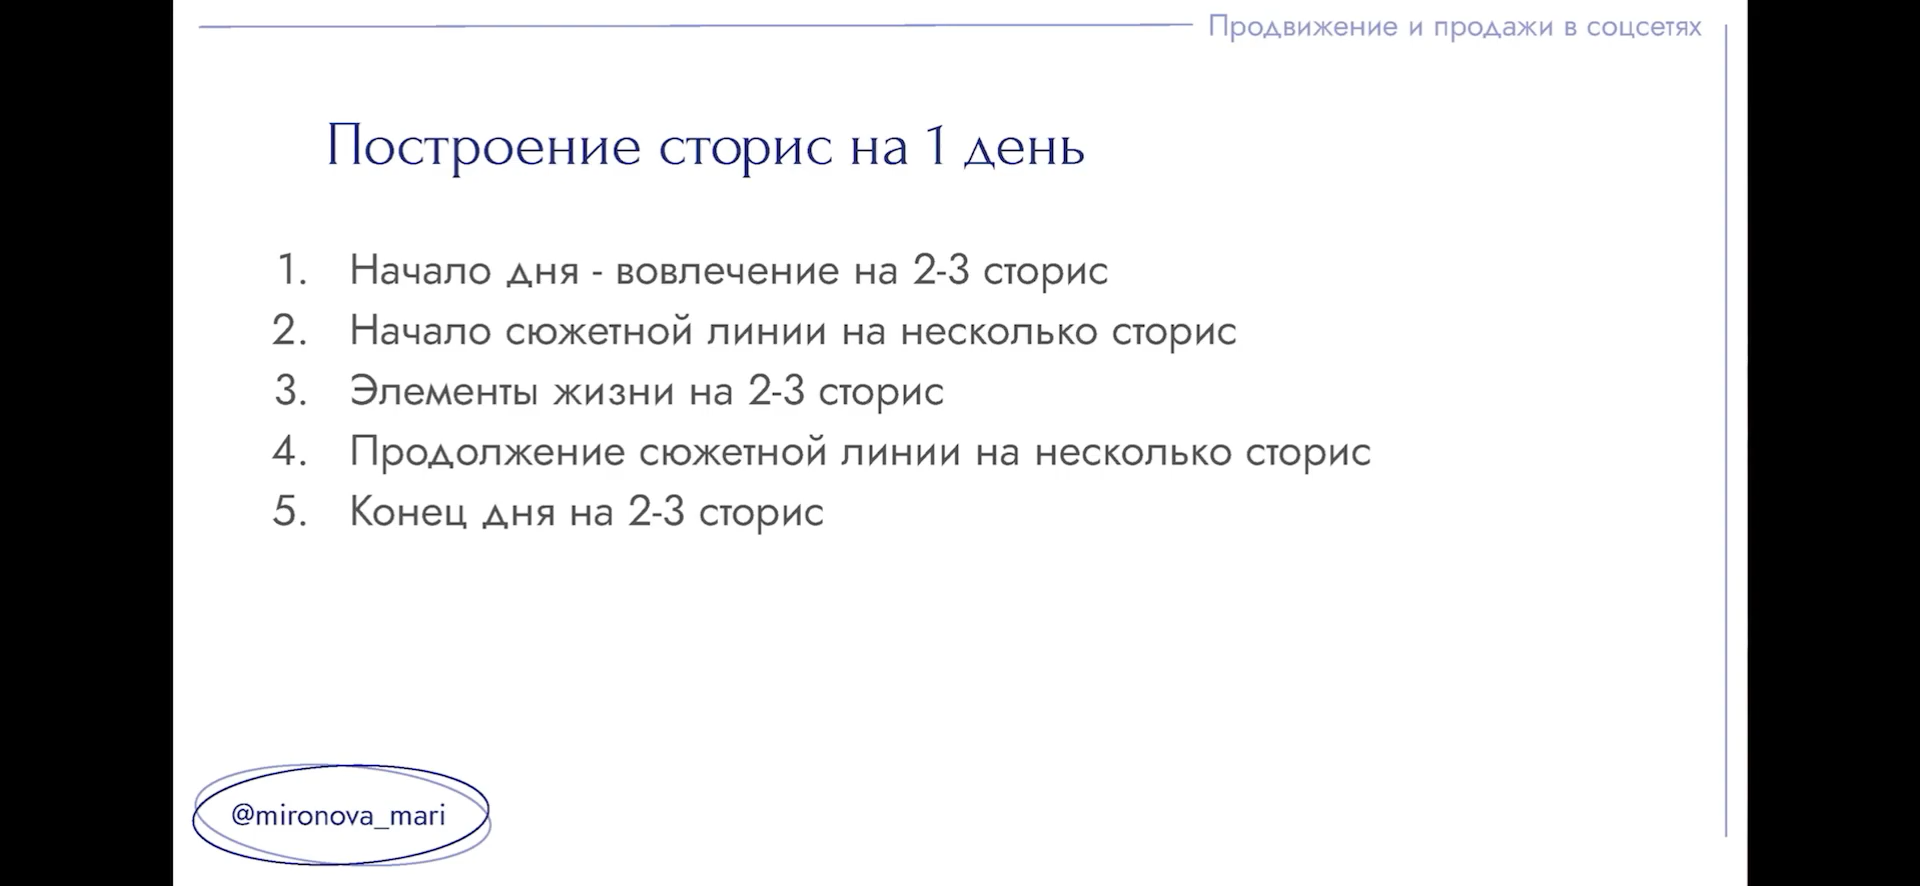 Продвижение и продажи в соцсетях
Построение сторис на 1 день
1. Начало дня - вовлечение на 2-3 сторис
2. Начало сюжетной линии на несколько сторис
3. Элементы жизни на 2-3 сторис
4. Продолжение сюжетной линии на несколько сторис
5. Конец дня на 2-3 сторис
@mironova_mari